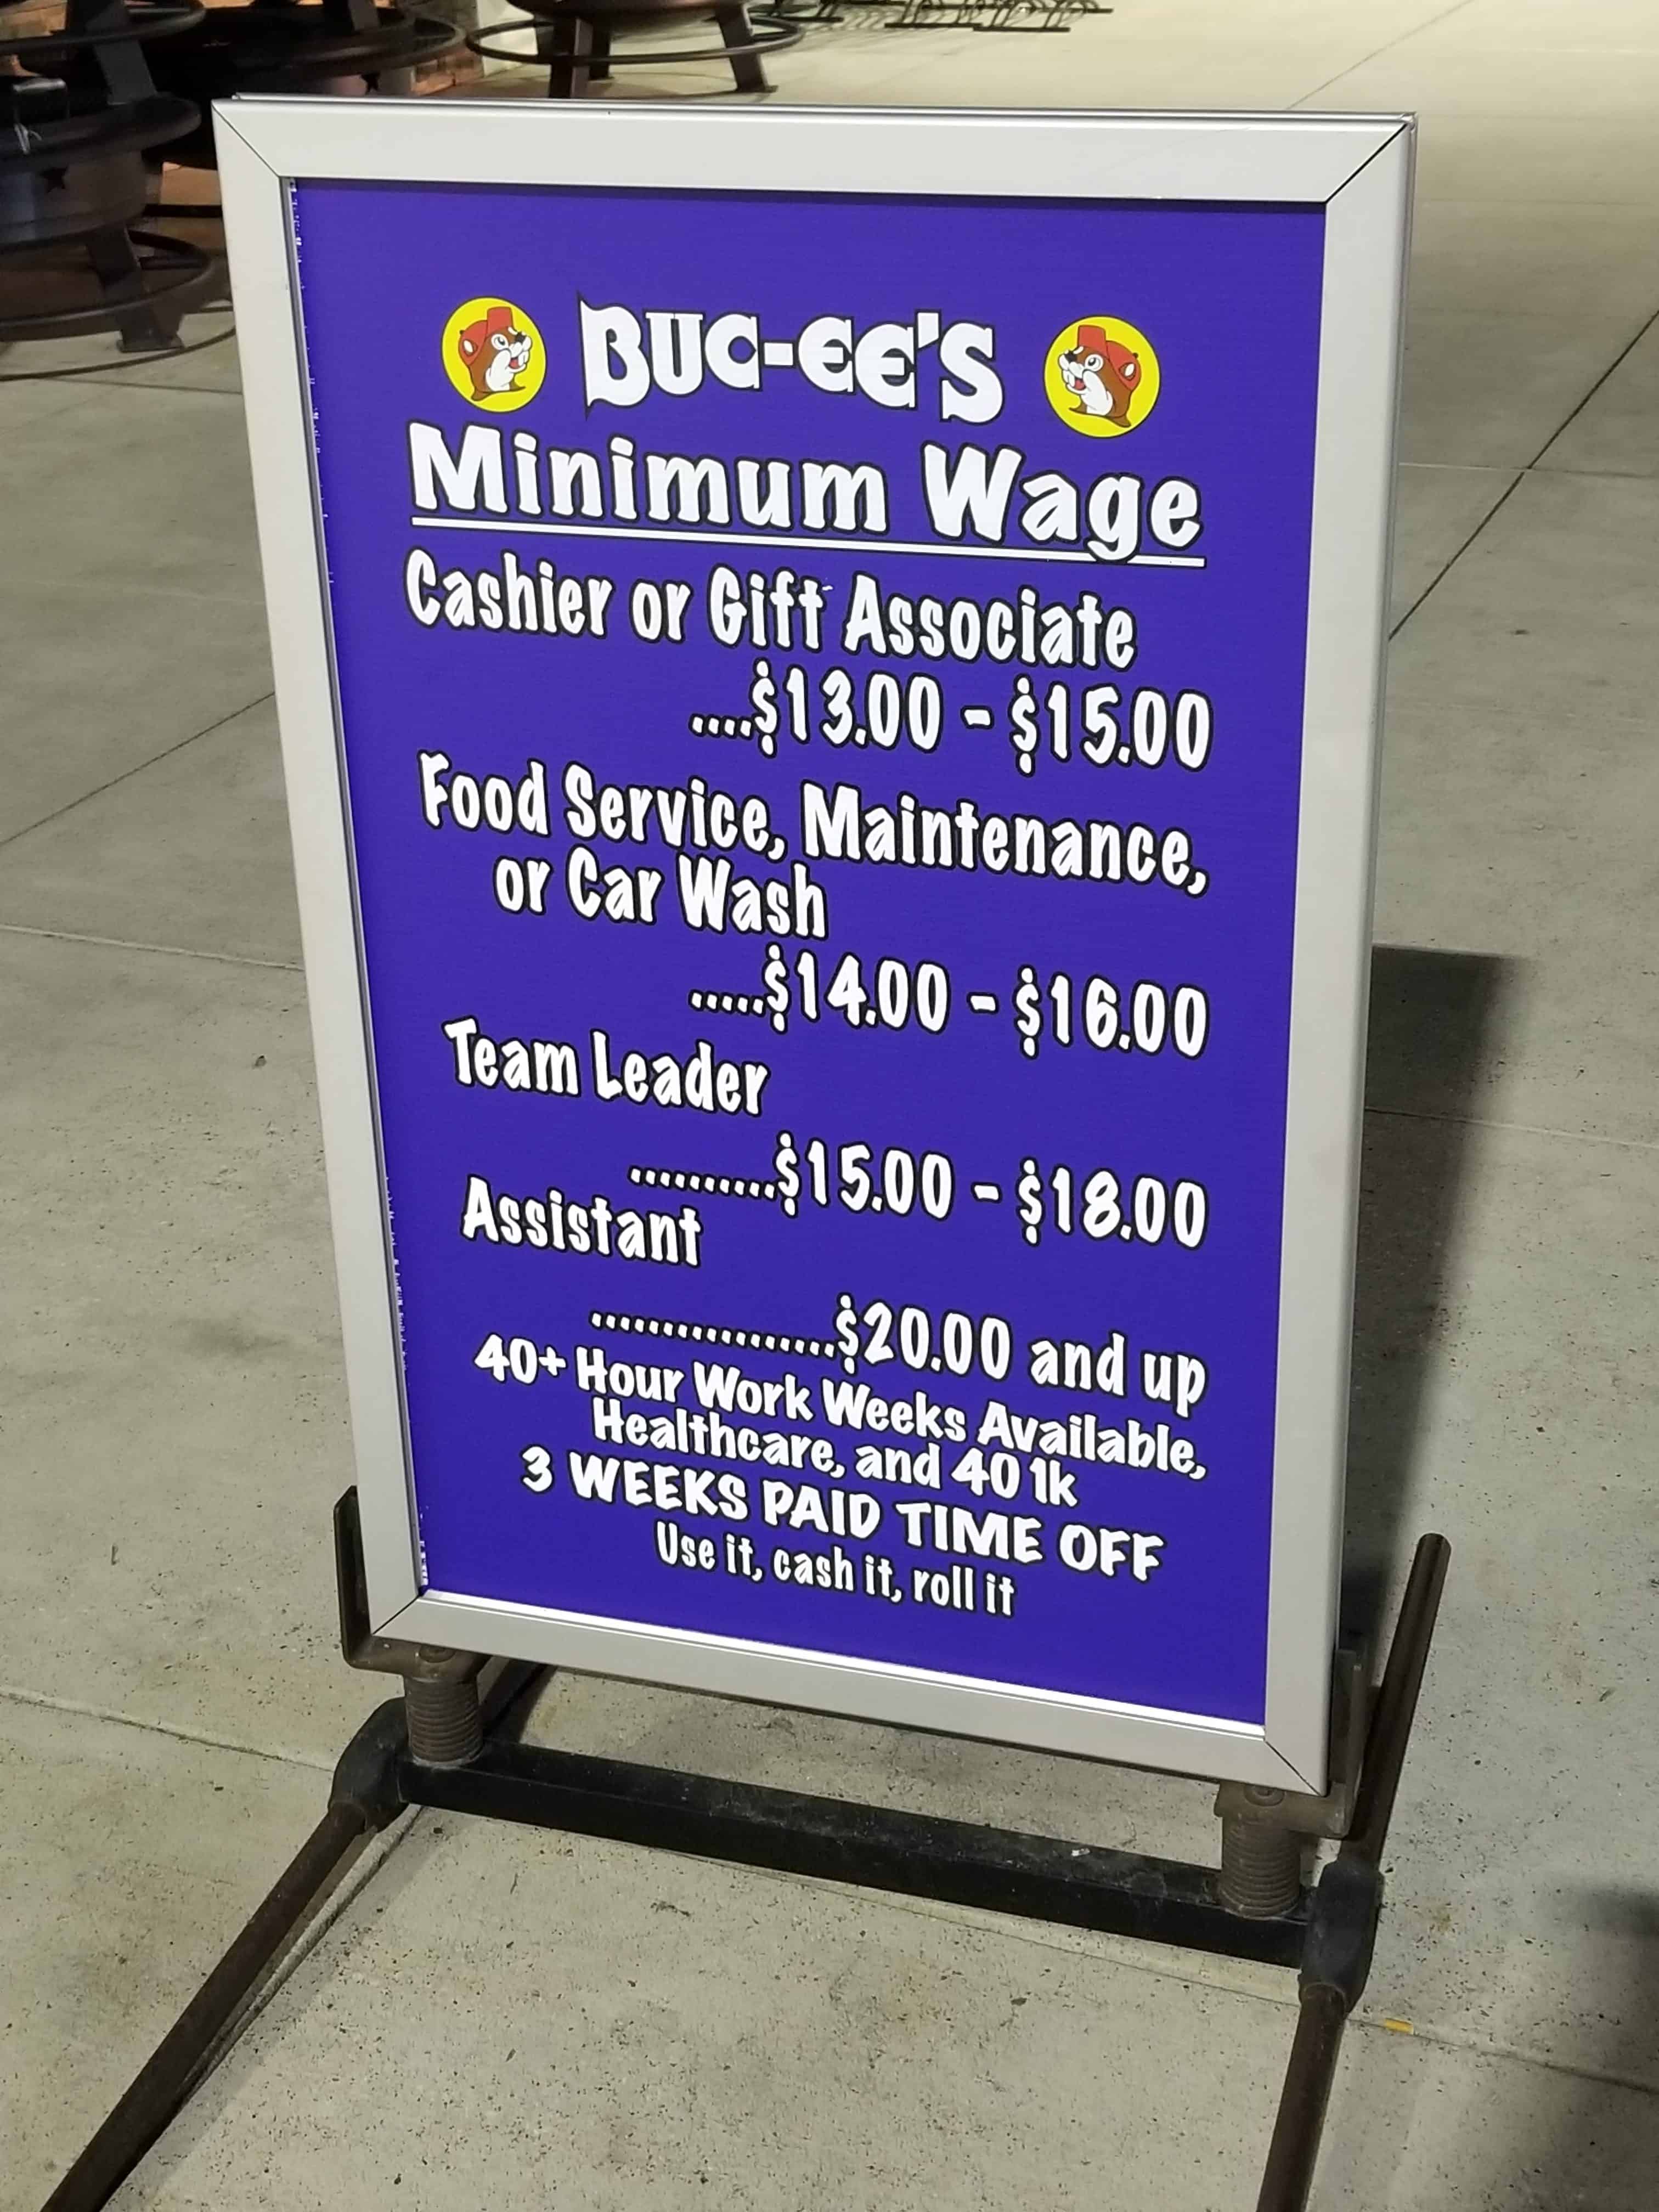 BUC-EE'S
Minimum Wage
Cashier or Gift Associate
....$13.00 - $15.00
Food Service, Maintenance,
or Car Wash
.....$14.00 - $16.00
Team Leader
..........$15.00 - $18.00
Assistant
.................$20.00 and up
40+ Hour Work Weeks Available,
Healthcare, and 401k
3 WEEKS PAID TIME OFF
Use it, cash it, roll it